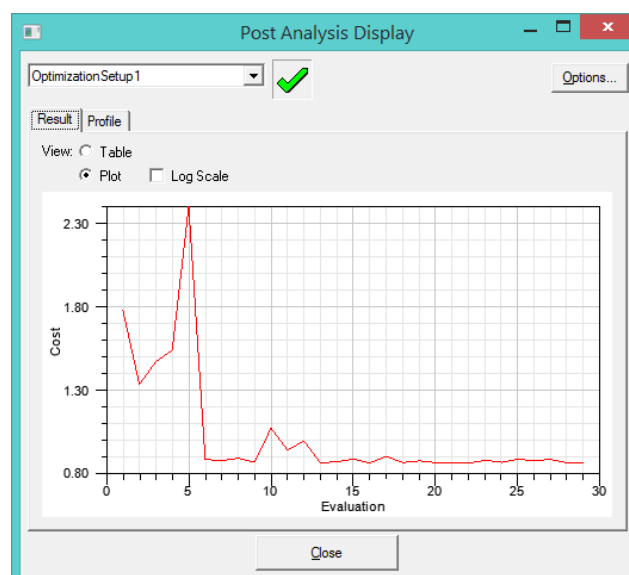 Post Analysis Display
OptimizationSetup1
Options...
Result Profile
View: Table
Plot Log Scale
2.30
1.80
Cost
1.30
0.80
0 5 10 15 20 25 30
Evaluation
Close